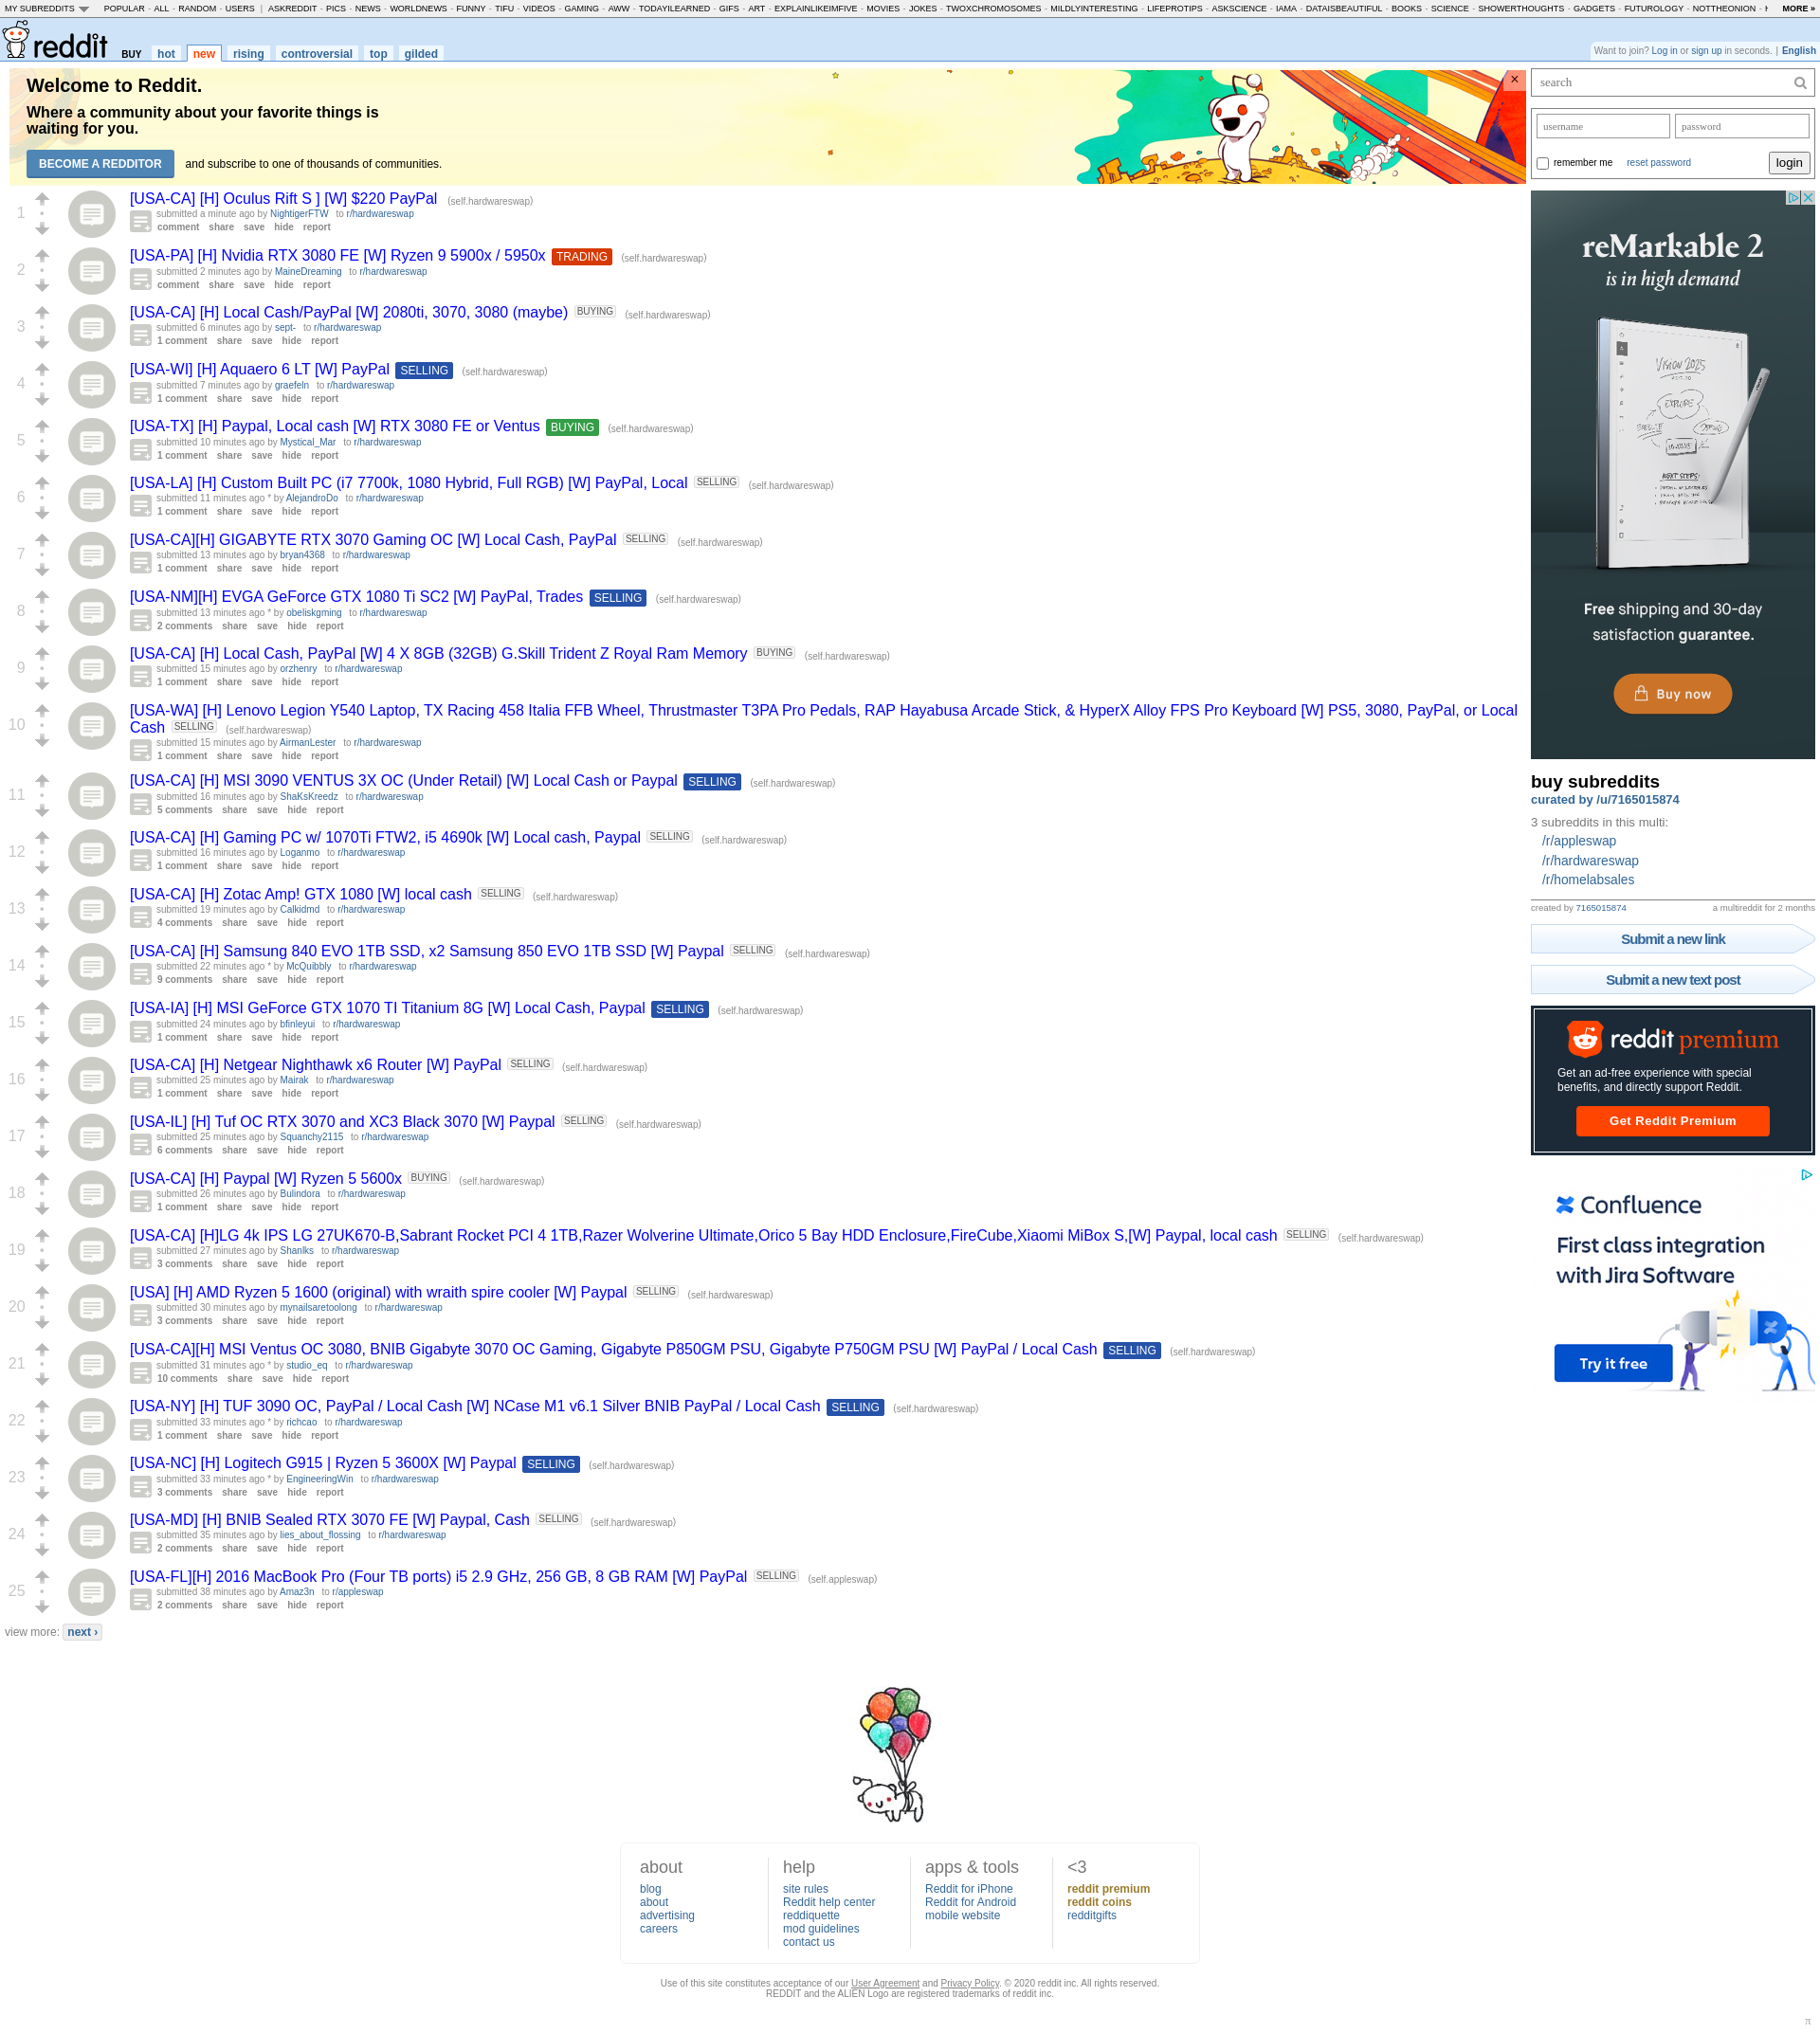 MY SUBREDDITS POPULAR - ALL - RANDOM - USERS | ASKREDDIT - PICS - NEWS - WORLDNEWS - FUNNY - TIFU - VIDEOS - GAMING - AWW - TODAYILEARNED - GIFS - ART - EXPLAINLIKEIMFIVE - MOVIES - JOKES - TWOXCHROMOSOMES - MILDLYINTERESTING - LIFEPROTIPS - ASKSCIENCE - IAMA - DATAISBEAUTIFUL - BOOKS - SCIENCE - SHOWERTHOUGHTS - GADGETS - FUTUROLOGY - NOTTHEONION - MORE »
reddit BUY hot new rising controversial top gilded
Want to join? Log in or sign up in seconds. | English
Welcome to Reddit.
Where a community about your favorite things is
waiting for you.
BECOME A REDDITOR and subscribe to one of thousands of communities.
×
1
[USA-CA] [H] Oculus Rift S ] [W] $220 PayPal (self.hardwareswap)
submitted a minute ago by NightigerFTW to r/hardwareswap
comment share save hide report
2
[USA-PA] [H] Nvidia RTX 3080 FE [W] Ryzen 9 5900x / 5950x TRADING (self.hardwareswap)
submitted 2 minutes ago by MaineDreaming to r/hardwareswap
comment share save hide report
3
[USA-CA] [H] Local Cash/PayPal [W] 2080ti, 3070, 3080 (maybe) BUYING (self.hardwareswap)
submitted 6 minutes ago by sept- to r/hardwareswap
1 comment share save hide report
4
[USA-WI] [H] Aquaero 6 LT [W] PayPal SELLING (self.hardwareswap)
submitted 7 minutes ago by graefeln to r/hardwareswap
1 comment share save hide report
5
[USA-TX] [H] Paypal, Local cash [W] RTX 3080 FE or Ventus BUYING (self.hardwareswap)
submitted 10 minutes ago by Mystical_Mar to r/hardwareswap
1 comment share save hide report
6
[USA-LA] [H] Custom Built PC (i7 7700k, 1080 Hybrid, Full RGB) [W] PayPal, Local SELLING (self.hardwareswap)
submitted 11 minutes ago * by AlejandroDo to r/hardwareswap
1 comment share save hide report
7
[USA-CA][H] GIGABYTE RTX 3070 Gaming OC [W] Local Cash, PayPal SELLING (self.hardwareswap)
submitted 13 minutes ago by bryan4368 to r/hardwareswap
1 comment share save hide report
8
[USA-NM][H] EVGA GeForce GTX 1080 Ti SC2 [W] PayPal, Trades SELLING (self.hardwareswap)
submitted 13 minutes ago * by obeliskgming to r/hardwareswap
2 comments share save hide report
9
[USA-CA] [H] Local Cash, PayPal [W] 4 X 8GB (32GB) G.Skill Trident Z Royal Ram Memory BUYING (self.hardwareswap)
submitted 15 minutes ago by orzhenry to r/hardwareswap
1 comment share save hide report
10
[USA-WA] [H] Lenovo Legion Y540 Laptop, TX Racing 458 Italia FFB Wheel, Thrustmaster T3PA Pro Pedals, RAP Hayabusa Arcade Stick, & HyperX Alloy FPS Pro Keyboard [W] PS5, 3080, PayPal, or Local
Cash SELLING (self.hardwareswap)
submitted 15 minutes ago by AirmanLester to r/hardwareswap
1 comment share save hide report
11
[USA-CA] [H] MSI 3090 VENTUS 3X OC (Under Retail) [W] Local Cash or Paypal SELLING (self.hardwareswap)
submitted 16 minutes ago by ShaKsKreedz to r/hardwareswap
5 comments share save hide report
12
[USA-CA] [H] Gaming PC w/ 1070Ti FTW2, i5 4690k [W] Local cash, Paypal SELLING (self.hardwareswap)
submitted 16 minutes ago by Loganmo to r/hardwareswap
1 comment share save hide report
13
[USA-CA] [H] Zotac Amp! GTX 1080 [W] local cash SELLING (self.hardwareswap)
submitted 19 minutes ago by Calkidmd to r/hardwareswap
4 comments share save hide report
14
[USA-CA] [H] Samsung 840 EVO 1TB SSD, x2 Samsung 850 EVO 1TB SSD [W] Paypal SELLING (self.hardwareswap)
submitted 22 minutes ago * by McQuibbly to r/hardwareswap
9 comments share save hide report
15
[USA-IA] [H] MSI GeForce GTX 1070 TI Titanium 8G [W] Local Cash, Paypal SELLING (self.hardwareswap)
submitted 24 minutes ago by bfinleyui to r/hardwareswap
1 comment share save hide report
16
[USA-CA] [H] Netgear Nighthawk x6 Router [W] PayPal SELLING (self.hardwareswap)
submitted 25 minutes ago by Mairak to r/hardwareswap
1 comment share save hide report
17
[USA-IL] [H] Tuf OC RTX 3070 and XC3 Black 3070 [W] Paypal SELLING (self.hardwareswap)
submitted 25 minutes ago by Squanchy2115 to r/hardwareswap
6 comments share save hide report
18
[USA-CA] [H] Paypal [W] Ryzen 5 5600x BUYING (self.hardwareswap)
submitted 26 minutes ago by Bulindora to r/hardwareswap
1 comment share save hide report
19
[USA-CA] [H]LG 4k IPS LG 27UK670-B,Sabrant Rocket PCI 4 1TB,Razer Wolverine Ultimate,Orico 5 Bay HDD Enclosure,FireCube,Xiaomi MiBox S,[W] Paypal, local cash SELLING (self.hardwareswap)
submitted 27 minutes ago by Shanlks to r/hardwareswap
3 comments share save hide report
20
[USA] [H] AMD Ryzen 5 1600 (original) with wraith spire cooler [W] Paypal SELLING (self.hardwareswap)
submitted 30 minutes ago by mynailsaretoolong to r/hardwareswap
3 comments share save hide report
21
[USA-CA][H] MSI Ventus OC 3080, BNIB Gigabyte 3070 OC Gaming, Gigabyte P850GM PSU, Gigabyte P750GM PSU [W] PayPal / Local Cash SELLING (self.hardwareswap)
submitted 31 minutes ago * by studio_eq to r/hardwareswap
10 comments share save hide report
22
[USA-NY] [H] TUF 3090 OC, PayPal / Local Cash [W] NCase M1 v6.1 Silver BNIB PayPal / Local Cash SELLING (self.hardwareswap)
submitted 33 minutes ago * by richcao to r/hardwareswap
1 comment share save hide report
23
[USA-NC] [H] Logitech G915 | Ryzen 5 3600X [W] Paypal SELLING (self.hardwareswap)
submitted 33 minutes ago * by EngineeringWin to r/hardwareswap
3 comments share save hide report
24
[USA-MD] [H] BNIB Sealed RTX 3070 FE [W] Paypal, Cash SELLING (self.hardwareswap)
submitted 35 minutes ago by lies_about_flossing to r/hardwareswap
2 comments share save hide report
25
[USA-FL][H] 2016 MacBook Pro (Four TB ports) i5 2.9 GHz, 256 GB, 8 GB RAM [W] PayPal SELLING (self.appleswap)
submitted 38 minutes ago by Amaz3n to r/appleswap
2 comments share save hide report
view more: next ›
search
username password
remember me reset password login
reMarkable 2
is in high demand
Vision 2025
EXPLORE
NEXT STEPS:
Free shipping and 30-day
satisfaction guarantee.
Buy now
buy subreddits
curated by /u/7165015874
3 subreddits in this multi:
/r/appleswap
/r/hardwareswap
/r/homelabsales
created by 7165015874 a multireddit for 2 months
Submit a new link
Submit a new text post
reddit premium
Get an ad-free experience with special
benefits, and directly support Reddit.
Get Reddit Premium
Confluence
First class integration
with Jira Software
Try it free
about
blog
about
advertising
careers
help
site rules
Reddit help center
reddiquette
mod guidelines
contact us
apps & tools
Reddit for iPhone
Reddit for Android
mobile website
<3
reddit premium
reddit coins
redditgifts
Use of this site constitutes acceptance of our User Agreement and Privacy Policy. © 2020 reddit inc. All rights reserved.
REDDIT and the ALIEN Logo are registered trademarks of reddit inc.
π